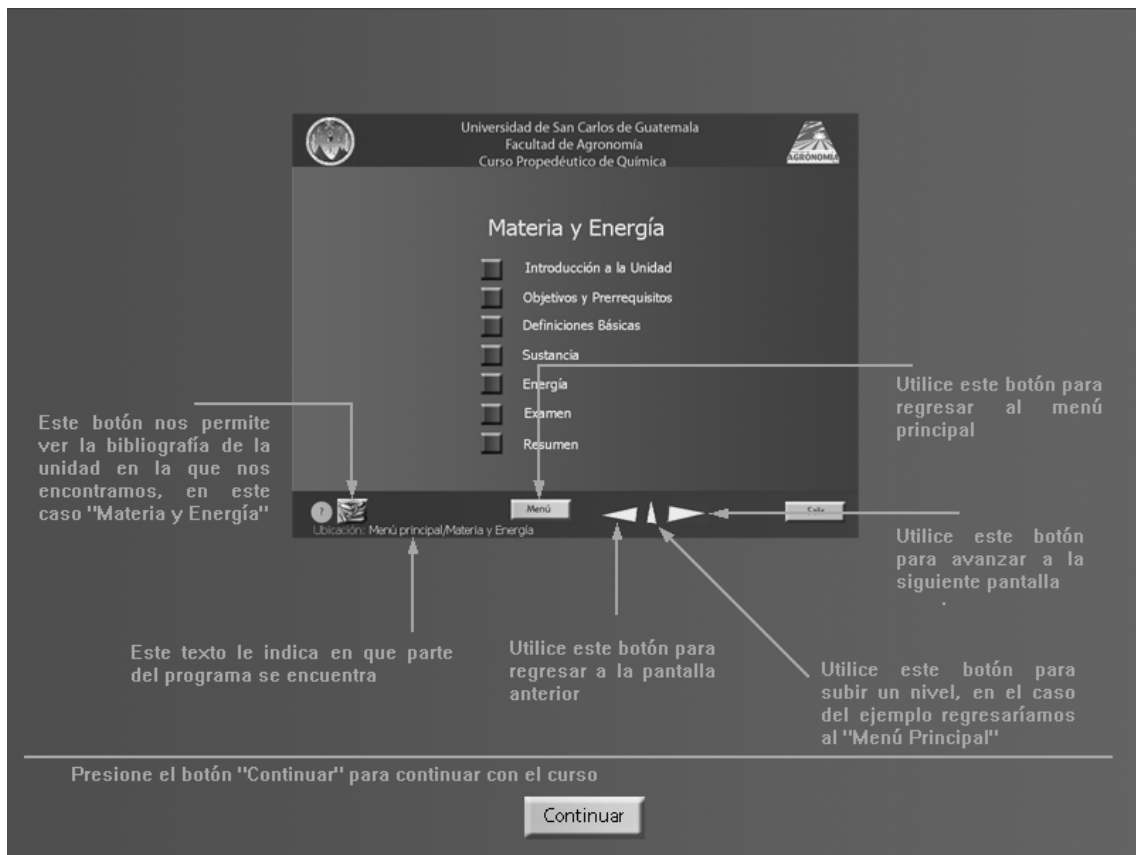 Universidad de San Carlos de Guatemala
Facultad de Agronomía
Curso Propedéutico de Química
AGRONOMIA
Materia y Energía
Introducción a la Unidad
Objetivos y Prerrequisitos
Definiciones Básicas
Sustancia
Energía
Examen
Resumen
Utilice este botón para
regresar al menú
principal
Este botón nos permite
ver la bibliografía de la
unidad en la que nos
encontramos, en este
caso "Materia y Energía"
?
Menú
Salir
Ubicación: Menú principal/Materia y Energía
Utilice este botón
para avanzar a la
siguiente pantalla
.
Este texto le indica en que parte
del programa se encuentra
Utilice este botón para
regresar a la pantalla
anterior
Utilice este botón para
subir un nivel, en el caso
del ejemplo regresaríamos
al "Menú Principal"
Presione el botón "Continuar" para continuar con el curso
Continuar